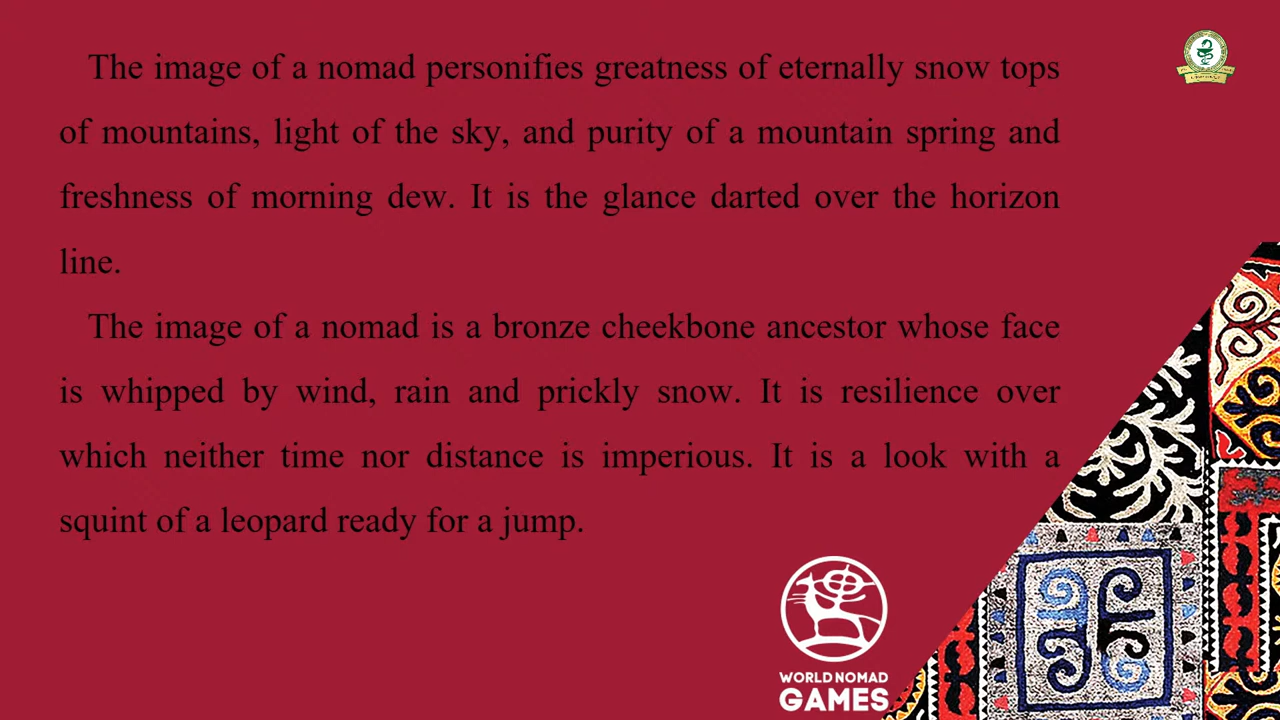 The image of a nomad personifies greatness of eternally snow tops
of mountains, light of the sky, and purity of a mountain spring and
freshness of morning dew. It is the glance darted over the horizon
line.
The image of a nomad is a bronze cheekbone ancestor whose face
is whipped by wind, rain and prickly snow. It is resilience over
which neither time nor distance is imperious. It is a look with a
squint of a leopard ready for a jump.
WORLD NOMAD
GAMES